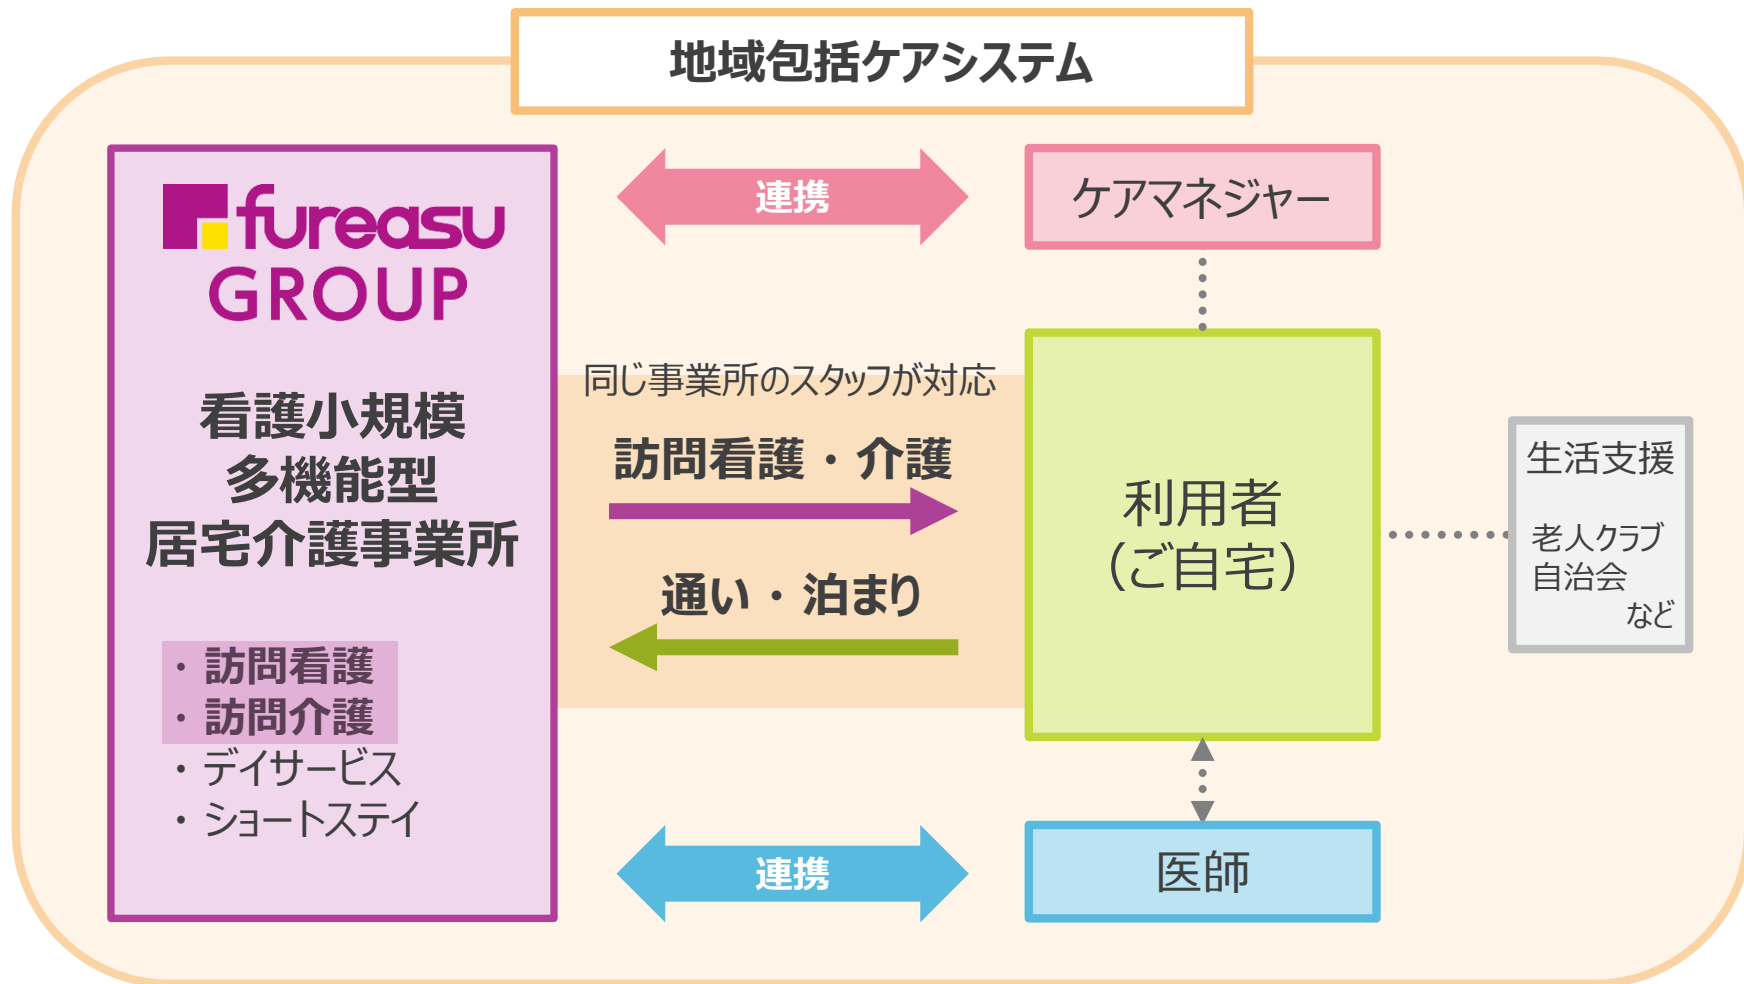 地域包括ケアシステム
fureasu
GROUP
看護小規模
多機能型
居宅介護事業所
・訪問看護
・訪問介護
・デイサービス
・ショートステイ
連携
同じ事業所のスタッフが対応
訪問看護・介護
通い・泊まり
連携
ケアマネジャー
利用者
（ご自宅）
医師
生活支援
老人クラブ
自治会
など